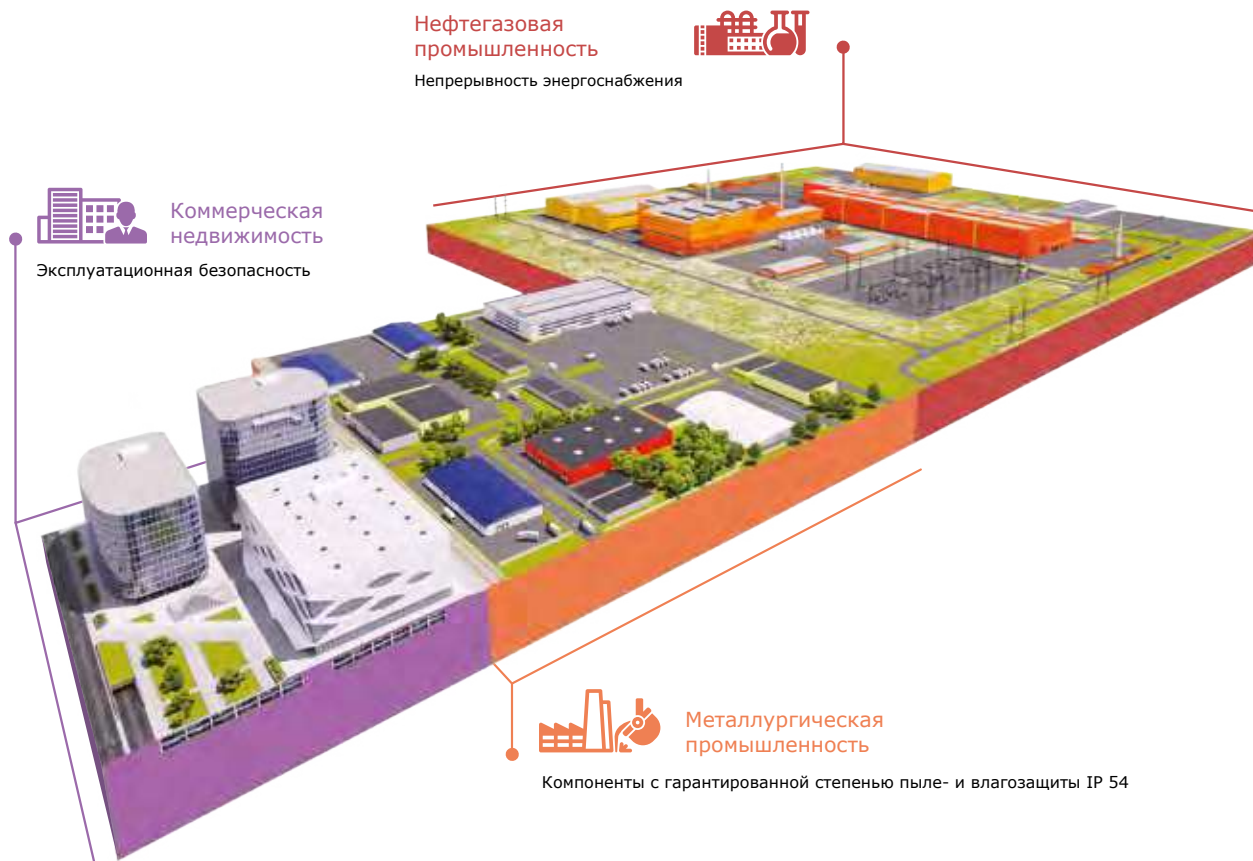 Нефтегазовая
промышленность
Непрерывность энергоснабжения
Коммерческая
недвижимость
Эксплуатационная безопасность
Металлургическая
промышленность
Компоненты с гарантированной степенью пыле- и влагозащиты IP 54